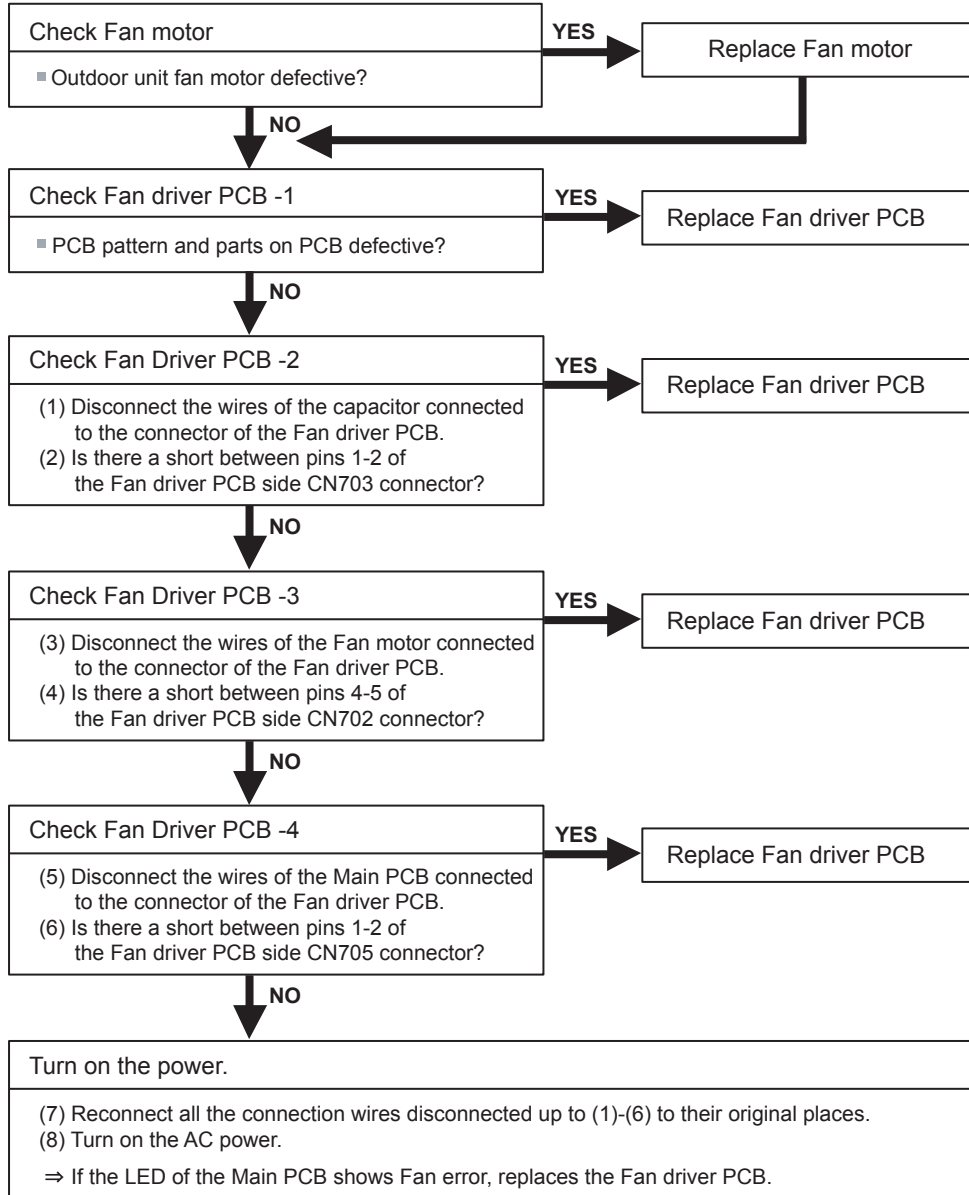 Check Fan motor
YES
Replace Fan motor
■ Outdoor unit fan motor defective?
NO
Check Fan driver PCB -1
YES
Replace Fan driver PCB
■ PCB pattern and parts on PCB defective?
NO
Check Fan Driver PCB -2
YES
Replace Fan driver PCB
(1) Disconnect the wires of the capacitor connected
to the connector of the Fan driver PCB.
(2) Is there a short between pins 1-2 of
the Fan driver PCB side CN703 connector?
NO
Check Fan Driver PCB -3
YES
Replace Fan driver PCB
(3) Disconnect the wires of the Fan motor connected
to the connector of the Fan driver PCB.
(4) Is there a short between pins 4-5 of
the Fan driver PCB side CN702 connector?
NO
Check Fan Driver PCB -4
YES
Replace Fan driver PCB
(5) Disconnect the wires of the Main PCB connected
to the connector of the Fan driver PCB.
(6) Is there a short between pins 1-2 of
the Fan driver PCB side CN705 connector?
NO
Turn on the power.
(7) Reconnect all the connection wires disconnected up to (1)-(6) to their original places.
(8) Turn on the AC power.
⇒ If the LED of the Main PCB shows Fan error, replaces the Fan driver PCB.